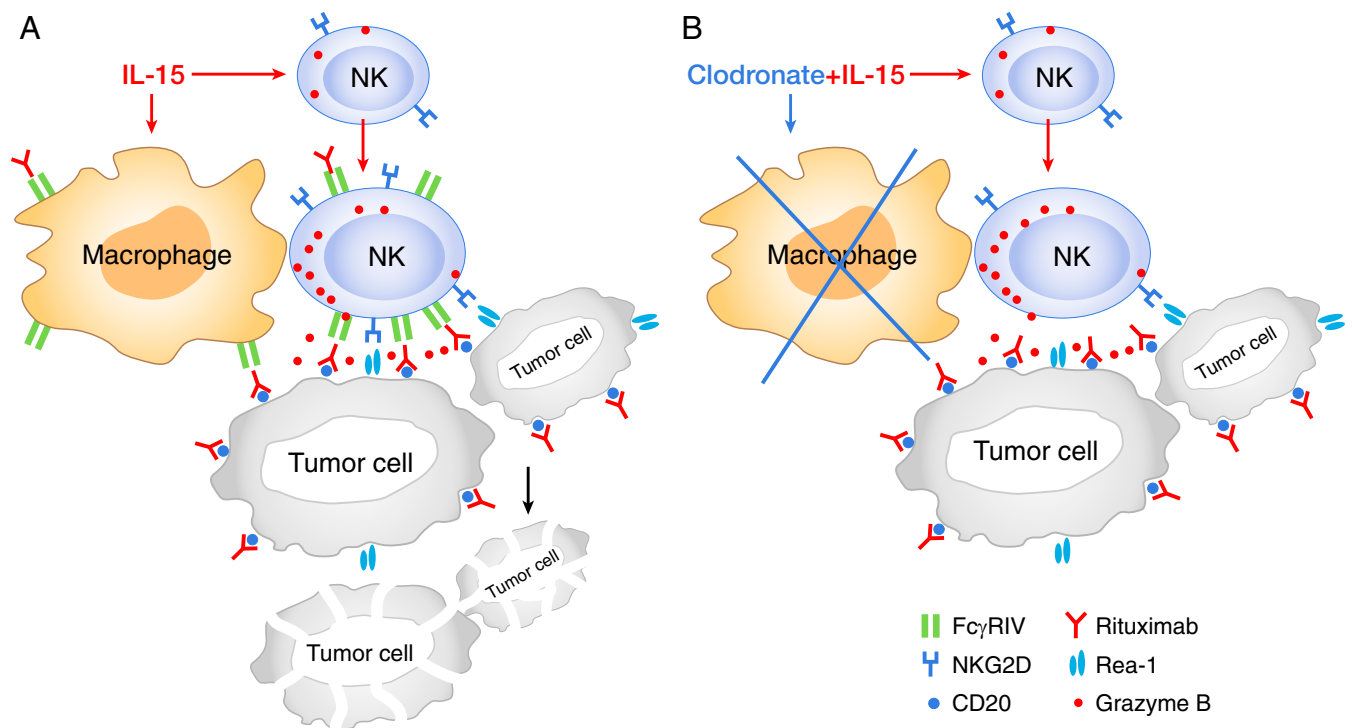 A
IL-15
NK
Macrophage
NK
Tumor cell
Tumor cell
Tumor cell
Tumor cell
B
Clodronate+IL-15
NK
Macrophage
NK
Tumor cell
Tumor cell
FcγRIV
Rituximab
NKG2D
Rea-1
CD20
Grazyme B